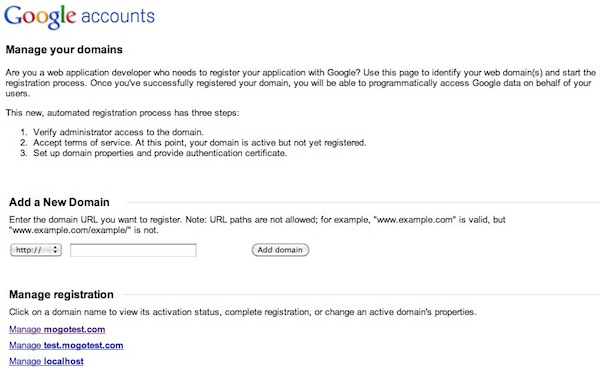 Google accounts
Manage your domains
Are you a web application developer who needs to register your application with Google? Use this page to identify your web domain(s) and start the
registration process. Once you've successfully registered your domain, you will be able to programmatically access Google data on behalf of your
users.
This new, automated registration process has three steps:
1. Verify administrator access to the domain.
2. Accept terms of service. At this point, your domain is active but not yet registered.
3. Set up domain properties and provide authentication certificate.
Add a New Domain
Enter the domain URL you want to register. Note: URL paths are not allowed; for example, "www.example.com" is valid, but
"www.example.com/example/" is not.
http:// Add domain
Manage registration
Click on a domain name to view its activation status, complete registration, or change an active domain's properties.
Manage mogotest.com
Manage test.mogotest.com
Manage localhost